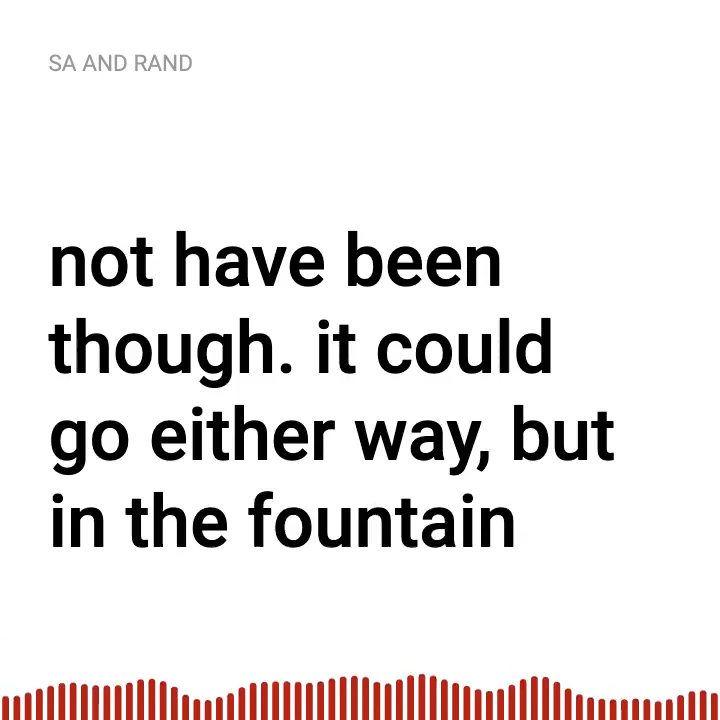 SA AND RAND
not have been
though. it could
go either way, but
in the fountain